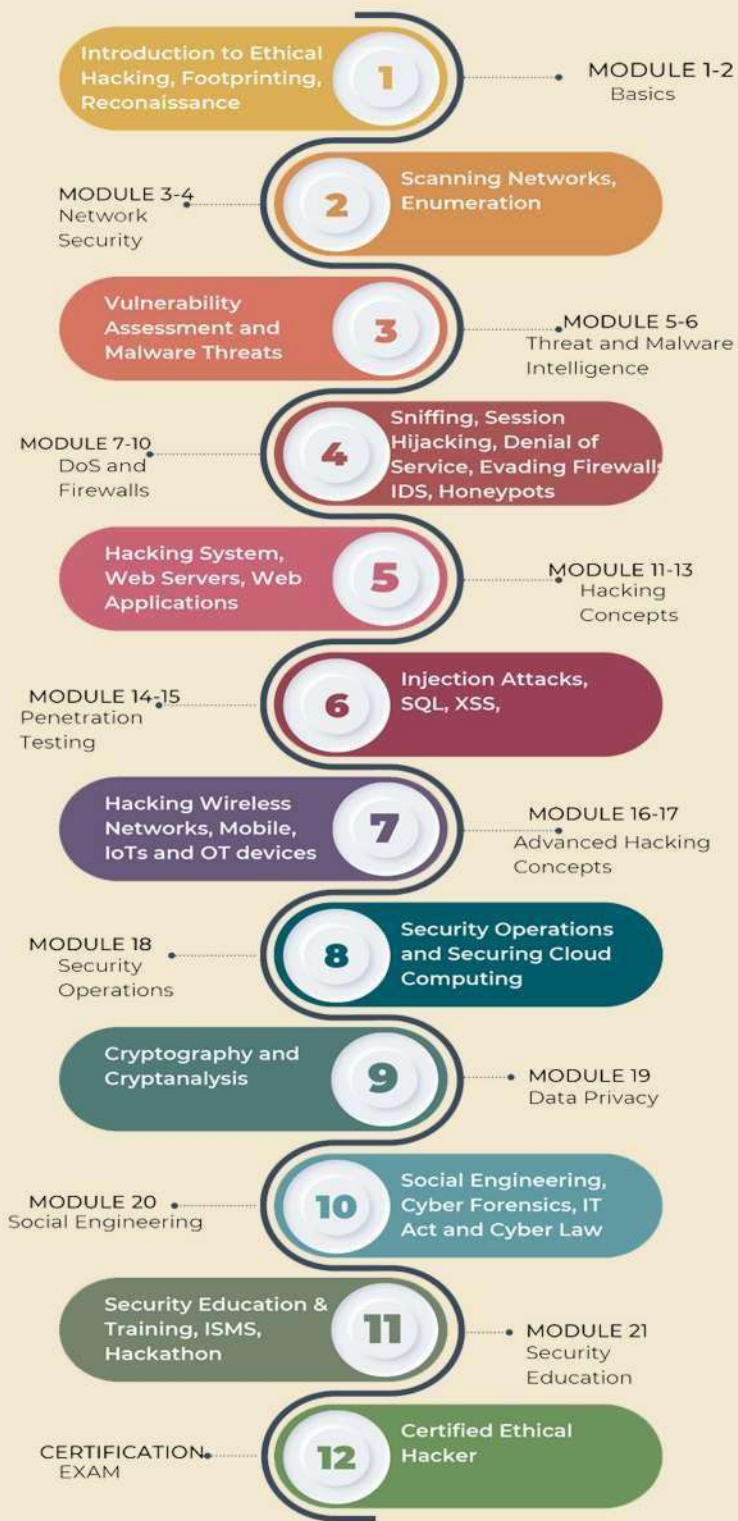 Introduction to Ethical
Hacking, Footprinting,
Reconaissance
1
MODULE 1-2
Basics
MODULE 3-4
Network
Security
2
Scanning Networks,
Enumeration
Vulnerability
Assessment and
Malware Threats
3
MODULE 5-6
Threat and Malware
Intelligence
MODULE 7-10
DoS and
Firewalls
4
Sniffing, Session
Hijacking, Denial of
Service, Evading Firewalls
IDS, Honeypots
Hacking System,
Web Servers, Web
Applications
5
MODULE 11-13
Hacking
Concepts
MODULE 14-15
Penetration
Testing
6
Injection Attacks,
SQL, XSS,
Hacking Wireless
Networks, Mobile,
IoTs and OT devices
7
MODULE 16-17
Advanced Hacking
Concepts
MODULE 18
Security
Operations
8
Security Operations
and Securing Cloud
Computing
Cryptography and
Cryptanalysis
9
MODULE 19
Data Privacy
MODULE 20
Social Engineering
10
Social Engineering,
Cyber Forensics, IT
Act and Cyber Law
Security Education &
Training, ISMS,
Hackathon
11
MODULE 21
Security
Education
CERTIFICATION
EXAM
12
Certified Ethical
Hacker